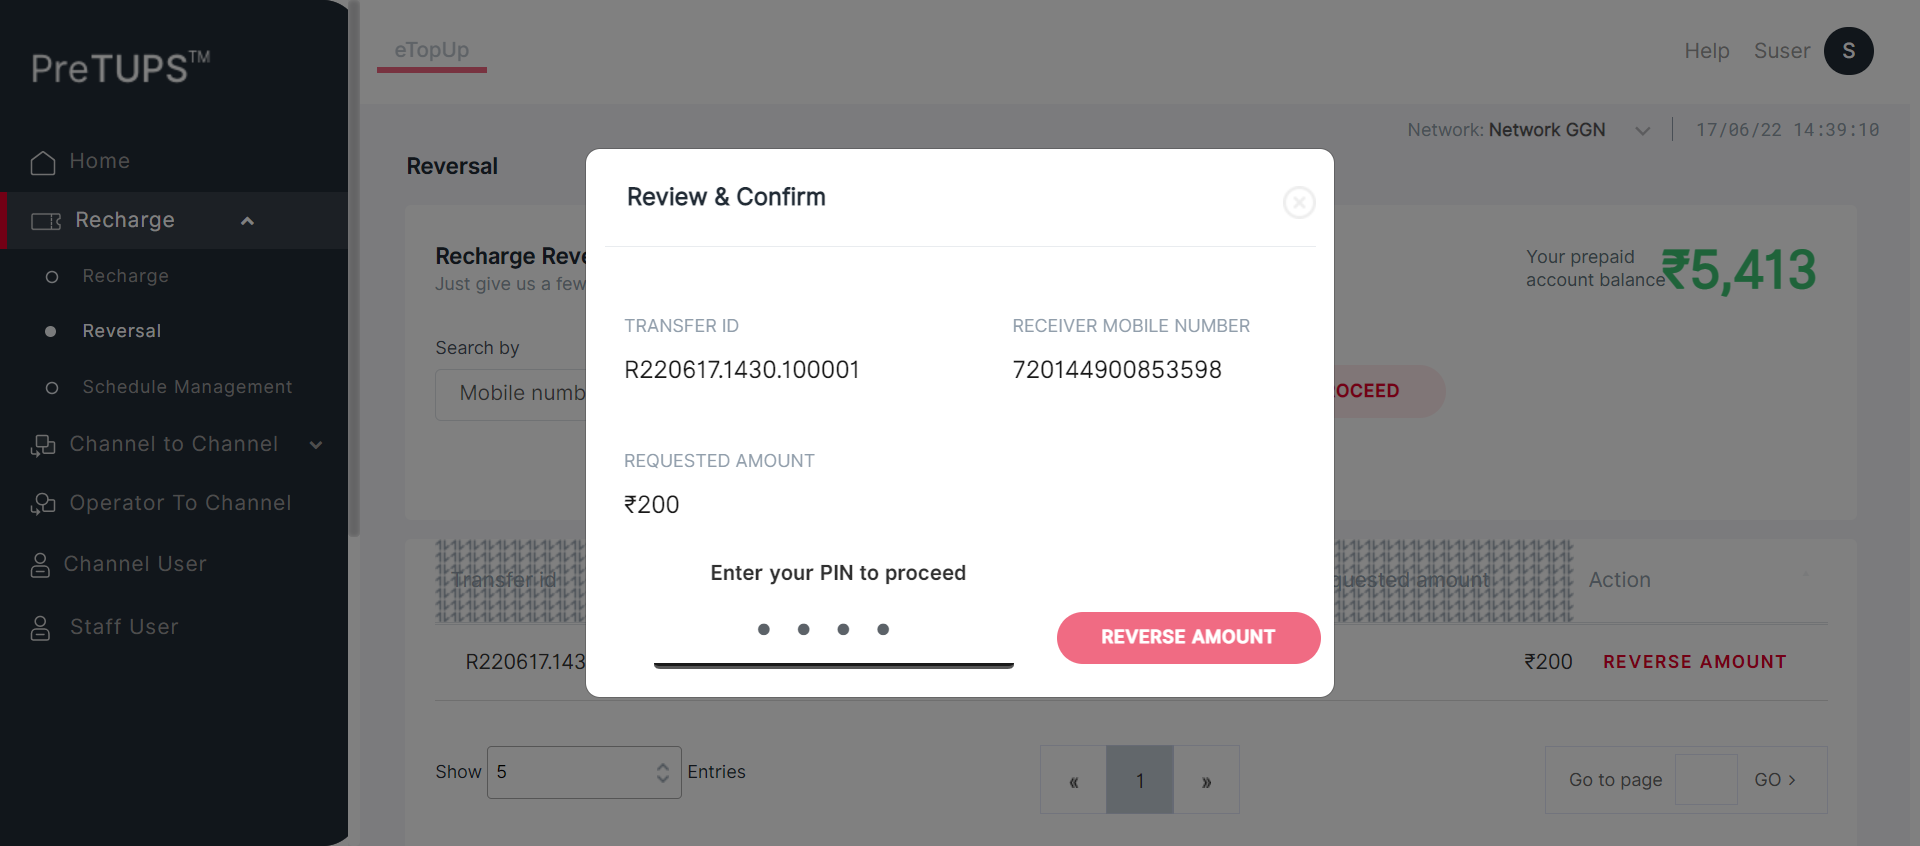 PreTUPS™
eTopUp
Help Suser S
Network: Network GGN 17/06/22 14:39:10
Home
Recharge
Recharge
Reversal
Schedule Management
Channel to Channel
Operator To Channel
Channel User
Staff User
Reversal
Recharge Reve
Just give us a few
Your prepaid
account balance ₹5,413
Search by
Mobile numb
OCEED
Review & Confirm
TRANSFER ID RECEIVER MOBILE NUMBER
R220617.1430.100001 720144900853598
REQUESTED AMOUNT
₹200
Enter your PIN to proceed
REVERSE AMOUNT
Transfer id quested amount Action
R220617.143 ₹200 REVERSE AMOUNT
Show 5 Entries « 1 » Go to page GO >